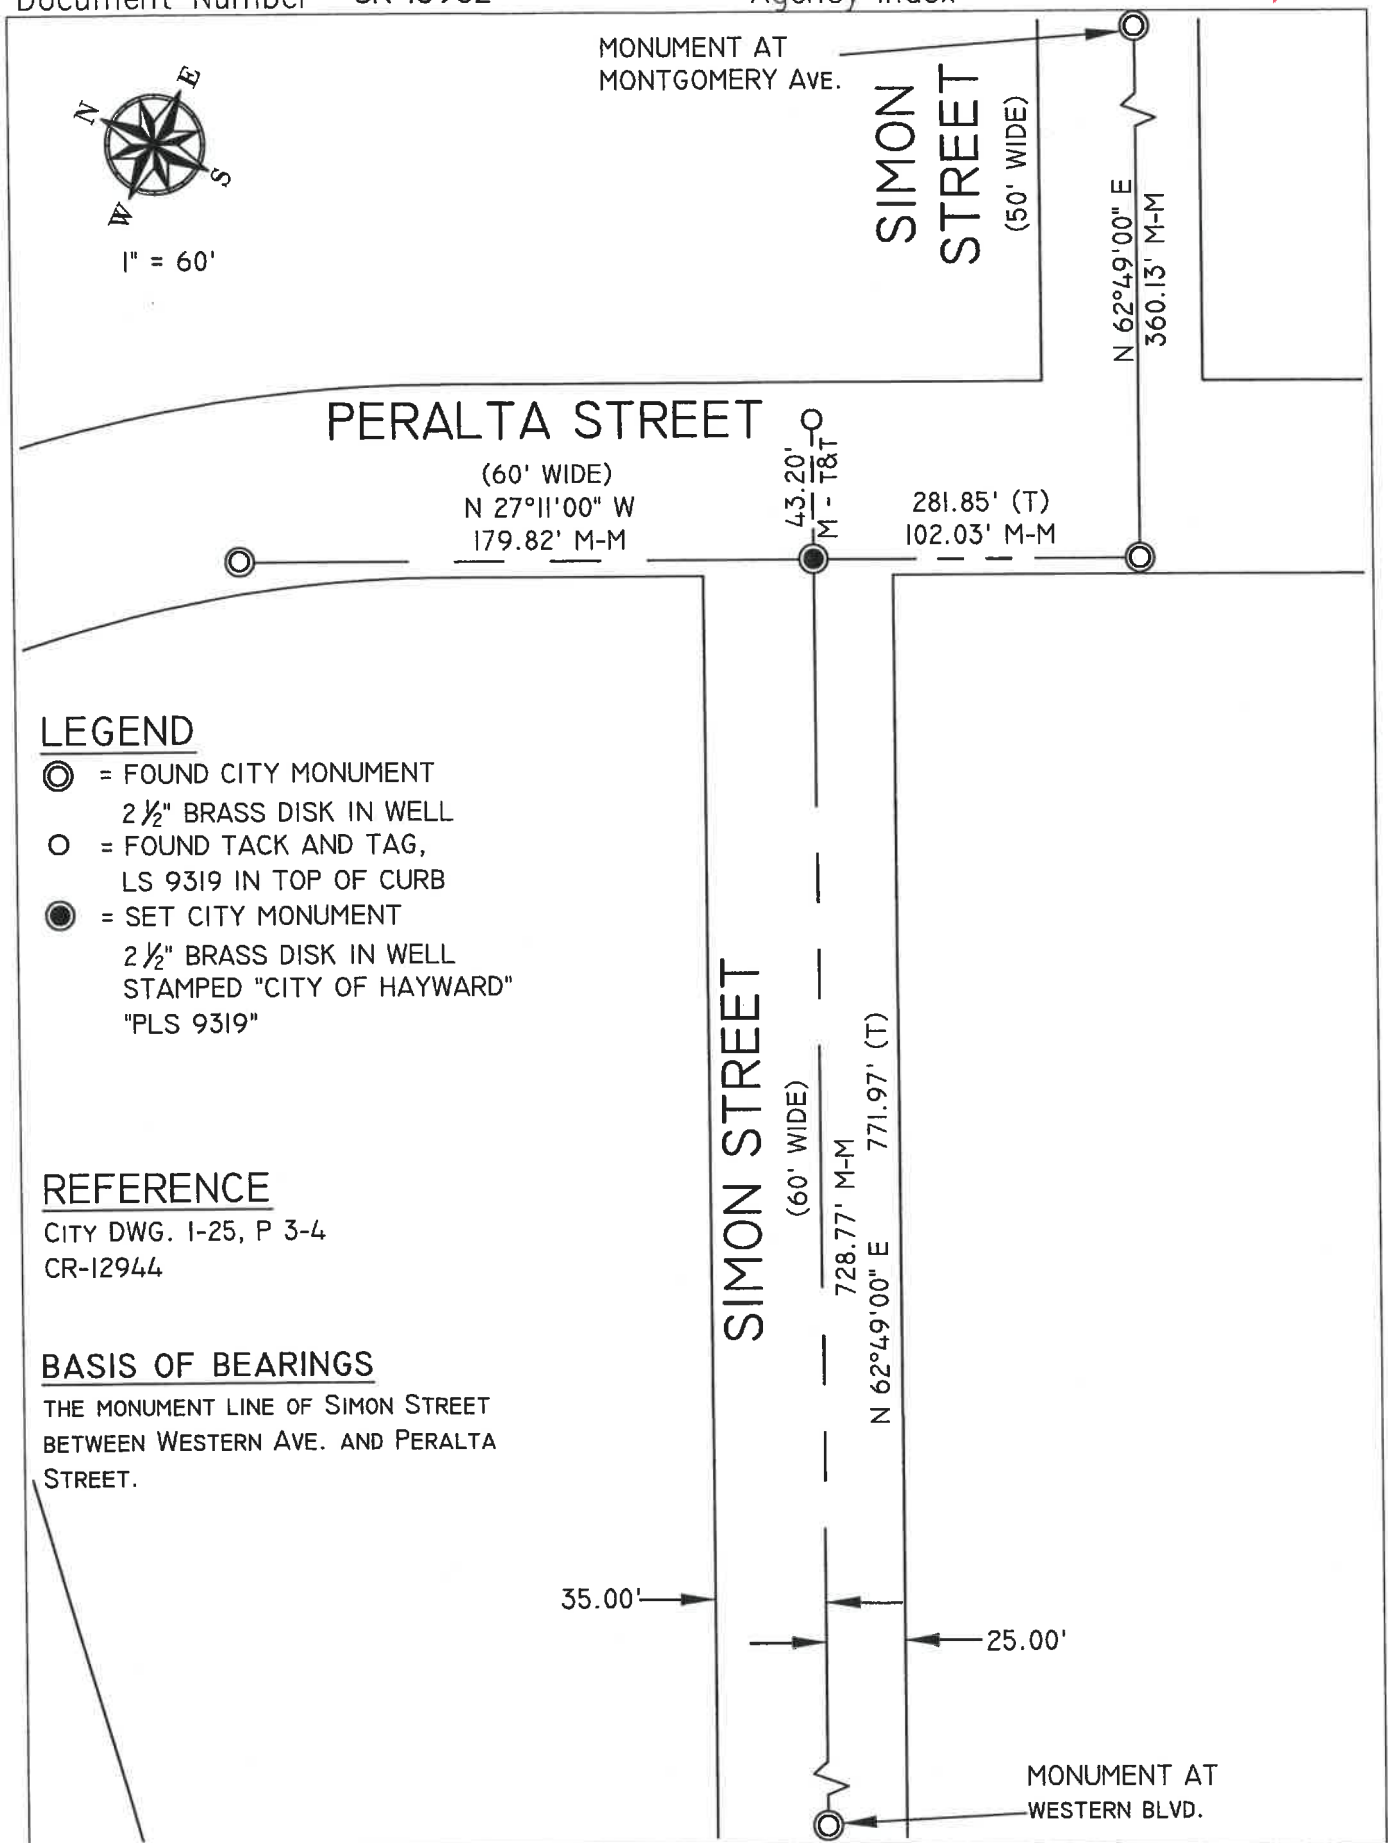 MONUMENT AT
MONTGOMERY AVE.
N
E
S
W
1" = 60'
SIMON
STREET
(50' WIDE)
N 62°49'00" E
360.13' M-M
PERALTA STREET
(60' WIDE)
N 27°11'00" W
179.82' M-M
43.20'
M - T&T
281.85' (T)
102.03' M-M
LEGEND
= FOUND CITY MONUMENT
2 ½" BRASS DISK IN WELL
= FOUND TACK AND TAG,
LS 9319 IN TOP OF CURB
= SET CITY MONUMENT
2 ½" BRASS DISK IN WELL
STAMPED "CITY OF HAYWARD"
"PLS 9319"
SIMON STREET
(60' WIDE)
728.77' M-M
N 62°49'00" E 771.97' (T)
REFERENCE
CITY DWG. 1-25, P 3-4
CR-12944
BASIS OF BEARINGS
THE MONUMENT LINE OF SIMON STREET
BETWEEN WESTERN AVE. AND PERALTA
STREET.
35.00'
25.00'
MONUMENT AT
WESTERN BLVD.